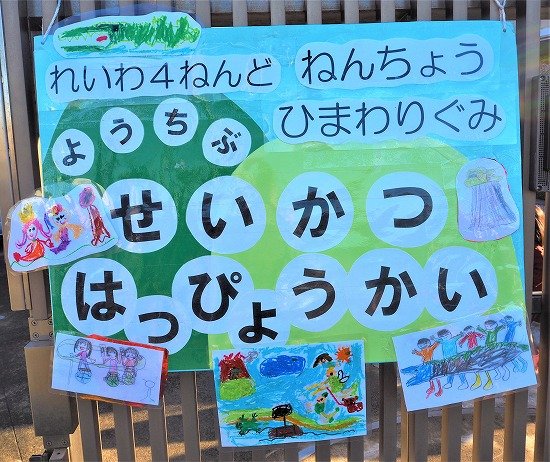 れいわ4ねんど
ねんちょう
ひまわりぐみ
ようちぶ
せいかつ
はっぴょうかい